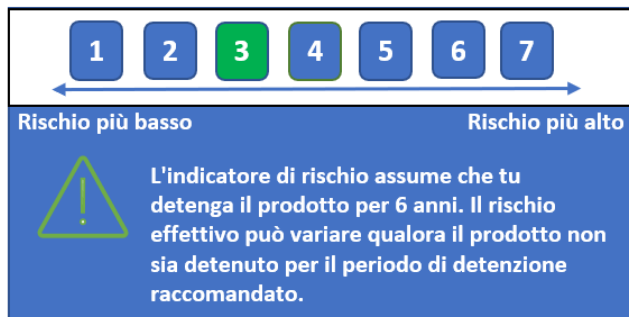 1 2 3 4 5 6 7
Rischio più basso Rischio più alto
L'indicatore di rischio assume che tu
detenga il prodotto per 6 anni. Il rischio
effettivo può variare qualora il prodotto non
sia detenuto per il periodo di detenzione
raccomandato.